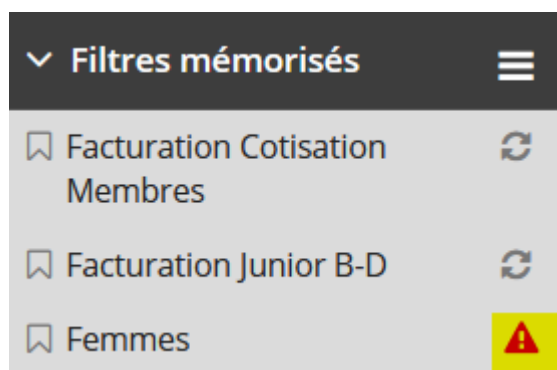 Filtres mémorisés
Facturation Cotisation
Membres
Facturation Junior B-D
Femmes